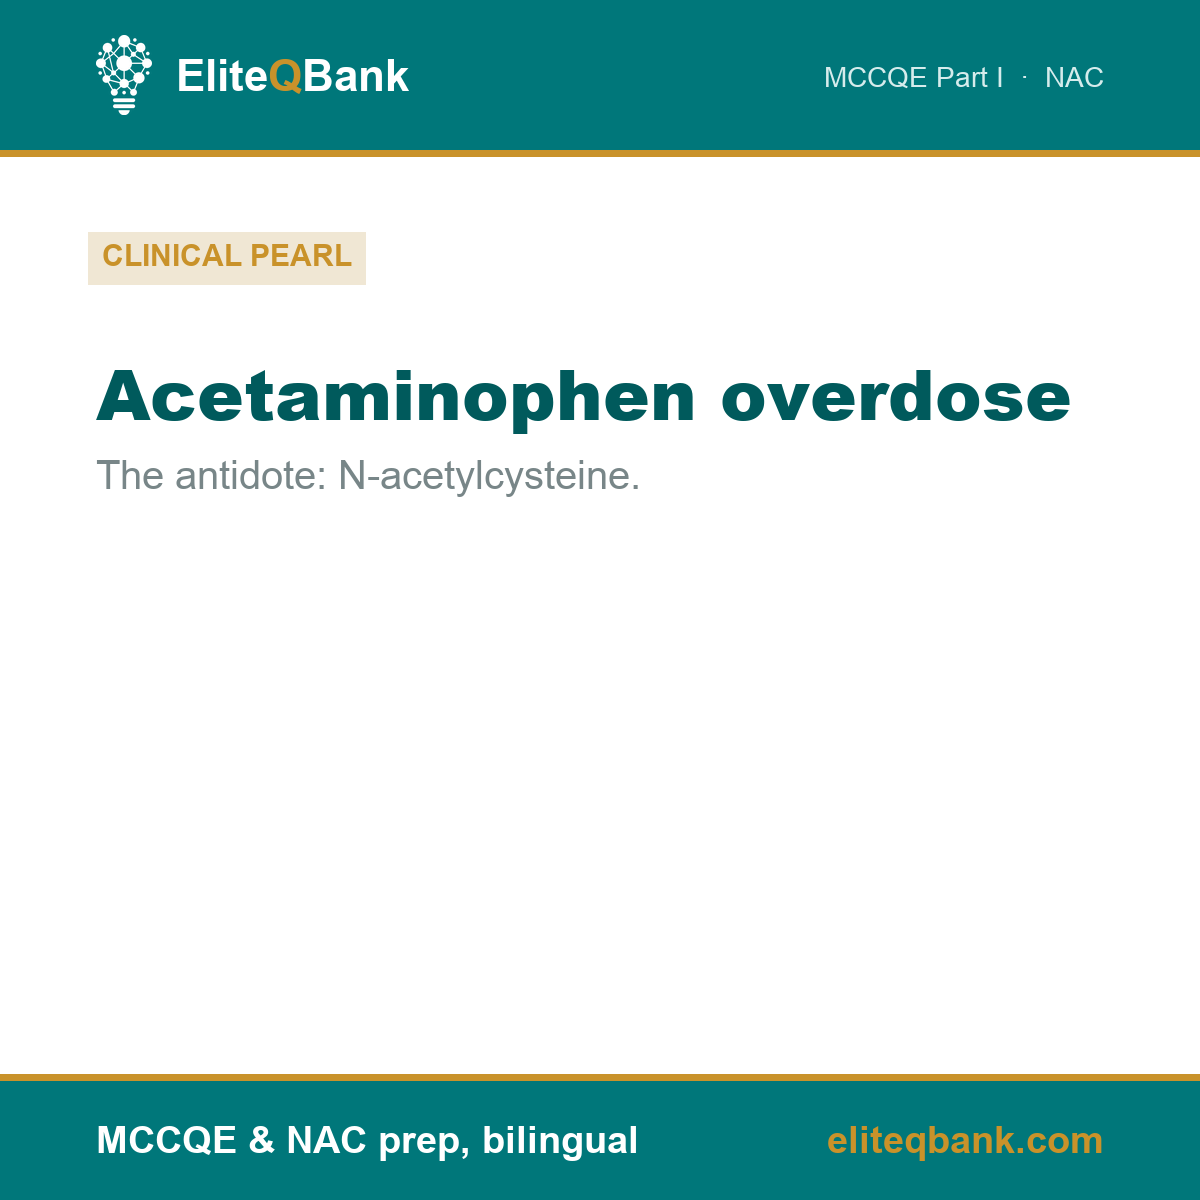 EliteQBank
MCCQE Part I · NAC
CLINICAL PEARL
Acetaminophen overdose
The antidote: N-acetylcysteine.
MCCQE & NAC prep, bilingual
eliteqbank.com